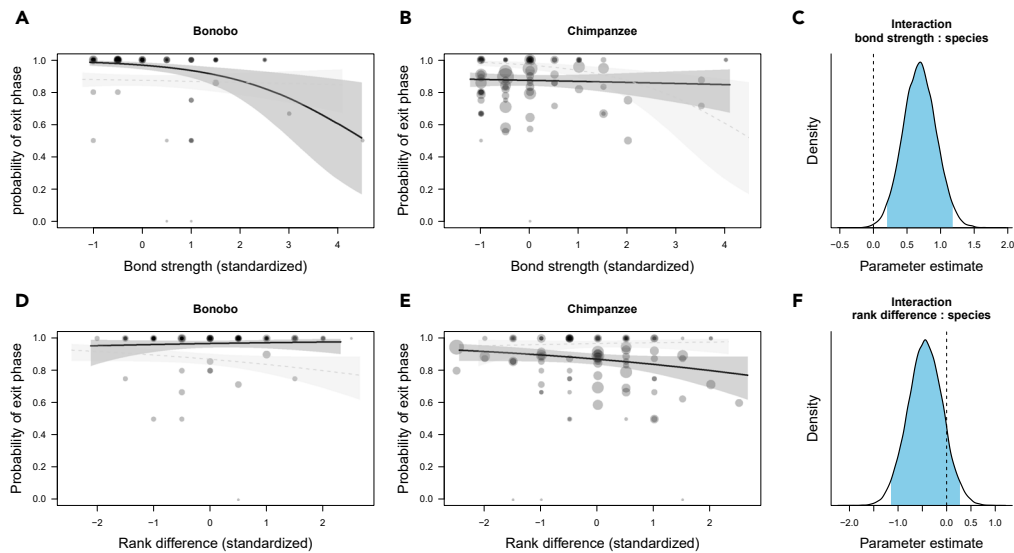 A
Bonobo
probability of exit phase
1.0
0.8
0.6
0.4
0.2
0.0
−1
0
1
2
3
4
Bond strength (standardized)
B
Chimpanzee
Probability of exit phase
1.0
0.8
0.6
0.4
0.2
0.0
−1
0
1
2
3
4
Bond strength (standardized)
C
Interaction
bond strength : species
Density
−0.5
0.0
0.5
1.0
1.5
2.0
Parameter estimate
D
Bonobo
Probability of exit phase
1.0
0.8
0.6
0.4
0.2
0.0
−2
−1
0
1
2
Rank difference (standardized)
E
Chimpanzee
Probability of exit phase
1.0
0.8
0.6
0.4
0.2
0.0
−2
−1
0
1
2
Rank difference (standardized)
F
Interaction
rank difference : species
Density
−2.0
−1.0
0.0
0.5
1.0
Parameter estimate